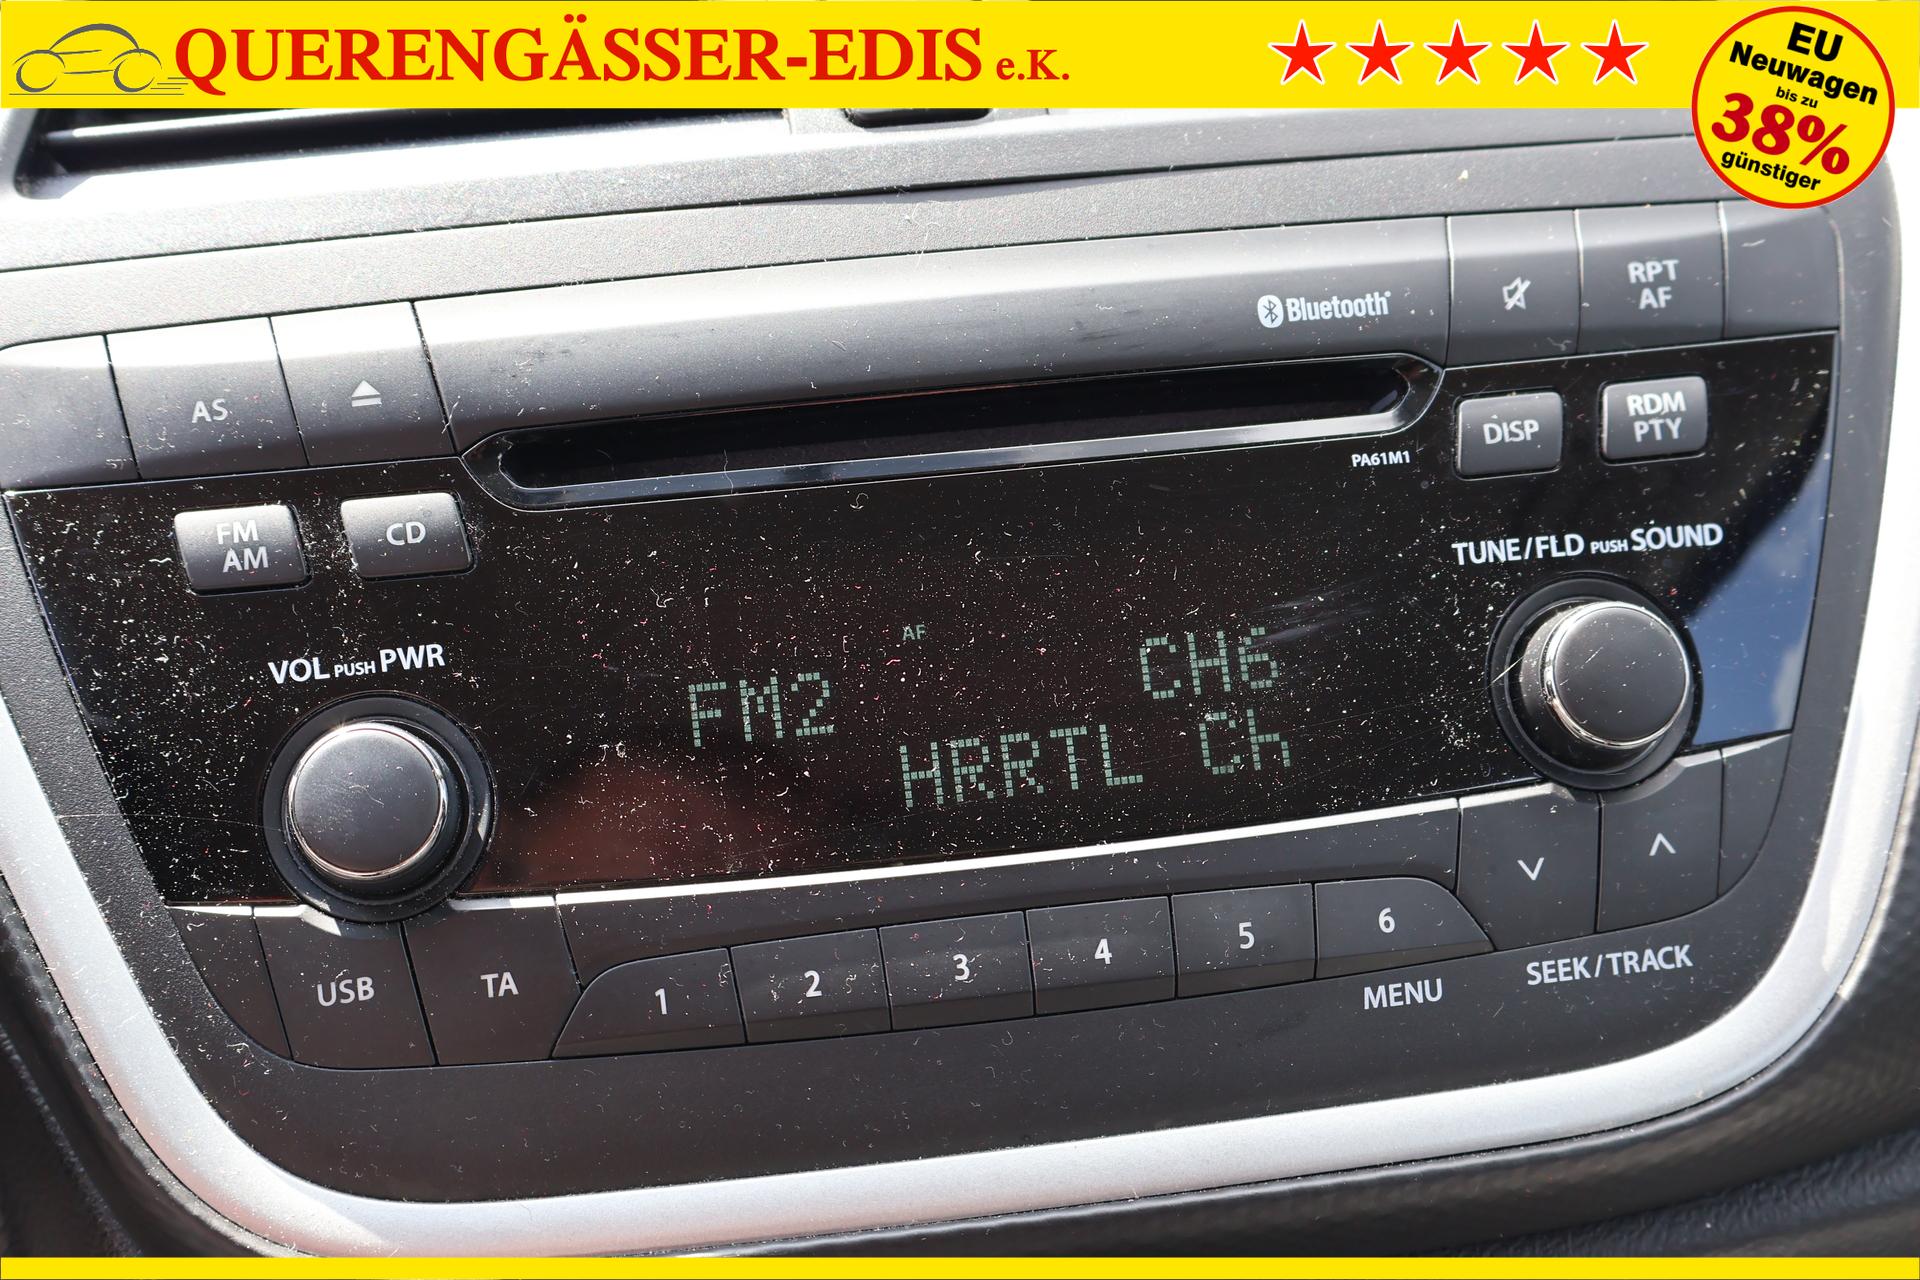 QUERENGÄSSER-EDIS e.K.
EU
Neuwagen
bis zu
38%
günstiger
Bluetooth
RPT
AF
AS
DISP
RDM
PTY
PA61M1
FM
AM
CD
TUNE/FLD PUSH SOUND
VOL PUSH PWR
AF
FM2
CH6
HRRTL Ch
USB
TA
1
2
3
4
5
6
MENU
SEEK/TRACK